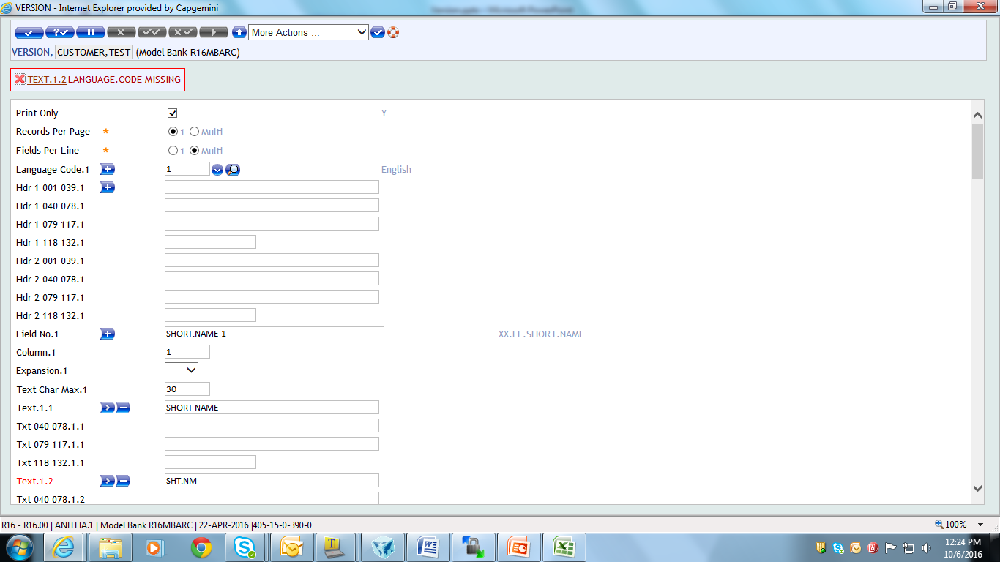 VERSION - Internet Explorer provided by Capgemini
More Actions ...
VERSION, CUSTOMER,TEST (Model Bank R16MBARC)
TEXT.1.2 LANGUAGE.CODE MISSING
Print Only Y
Records Per Page * 1 Multi
Fields Per Line * 1 Multi
Language Code.1 1 English
Hdr 1 001 039.1
Hdr 1 040 078.1
Hdr 1 079 117.1
Hdr 1 118 132.1
Hdr 2 001 039.1
Hdr 2 040 078.1
Hdr 2 079 117.1
Hdr 2 118 132.1
Field No.1 SHORT.NAME-1 XX.LL.SHORT.NAME
Column.1 1
Expansion.1
Text Char Max.1 30
Text.1.1 SHORT NAME
Txt 040 078.1.1
Txt 079 117.1.1
Txt 118 132.1.1
Text.1.2 SHT.NM
Txt 040 078.1.2
R16 - R16.00 | ANITHA.1 | Model Bank R16MBARC | 22-APR-2016 |405-15-0-390-0
100%
12:24 PM
10/6/2016